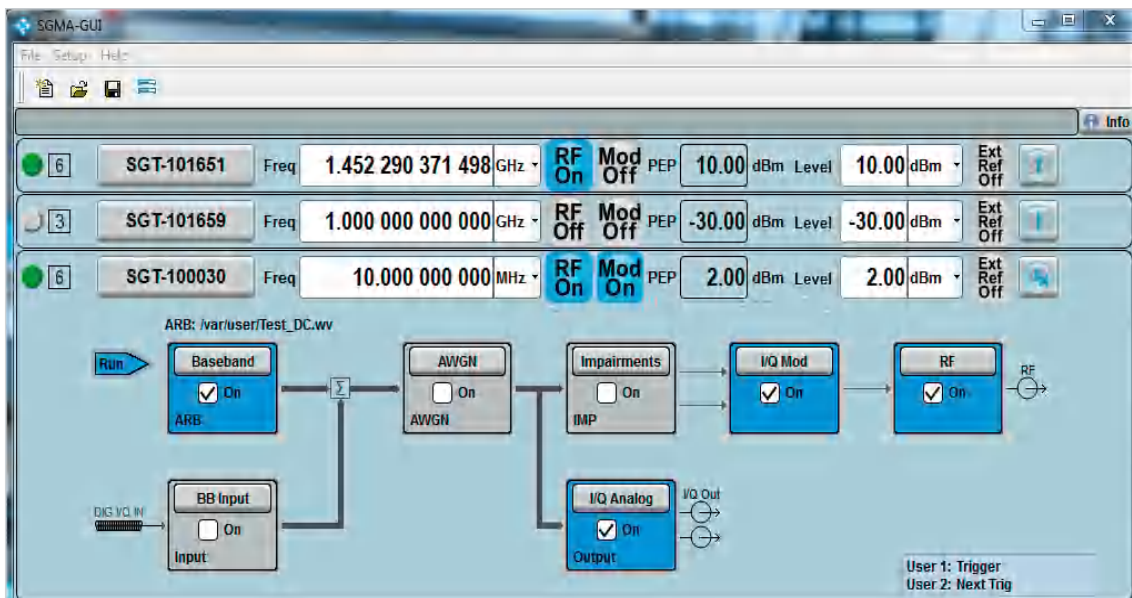 SGMA-GUI
File Setup Help
Info
6 SGT-101651 Freq 1.452 290 371 498 GHz RF On Mod Off PEP 10.00 dBm Level 10.00 dBm Ext Ref Off
3 SGT-101659 Freq 1.000 000 000 000 GHz RF Off Mod Off PEP -30.00 dBm Level -30.00 dBm Ext Ref Off
6 SGT-100030 Freq 10.000 000 000 MHz RF On Mod On PEP 2.00 dBm Level 2.00 dBm Ext Ref Off
ARB: /var/user/Test_DC.wv
Run
Baseband
On
ARB
Σ
AWGN
On
AWGN
Impairments
On
IMP
I/Q Mod
On
RF
On
RF
DIG I/Q IN
BB Input
On
Input
I/Q Analog
On
Output
I/Q Out
User 1: Trigger
User 2: Next Trig